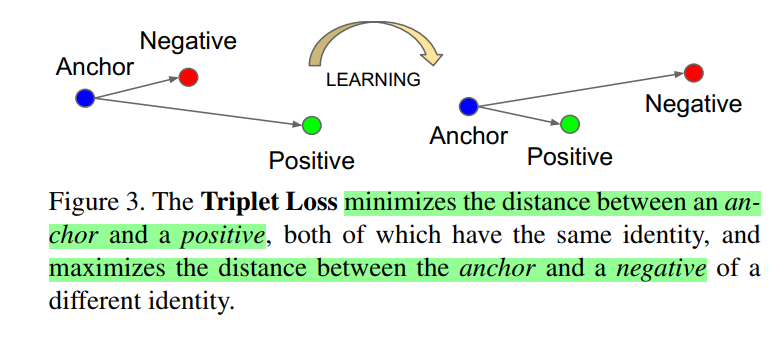 Negative
Anchor
LEARNING
Positive
Negative
Anchor
Positive
Figure 3. The Triplet Loss minimizes the distance between an an-
chor and a positive, both of which have the same identity, and
maximizes the distance between the anchor and a negative of a
different identity.